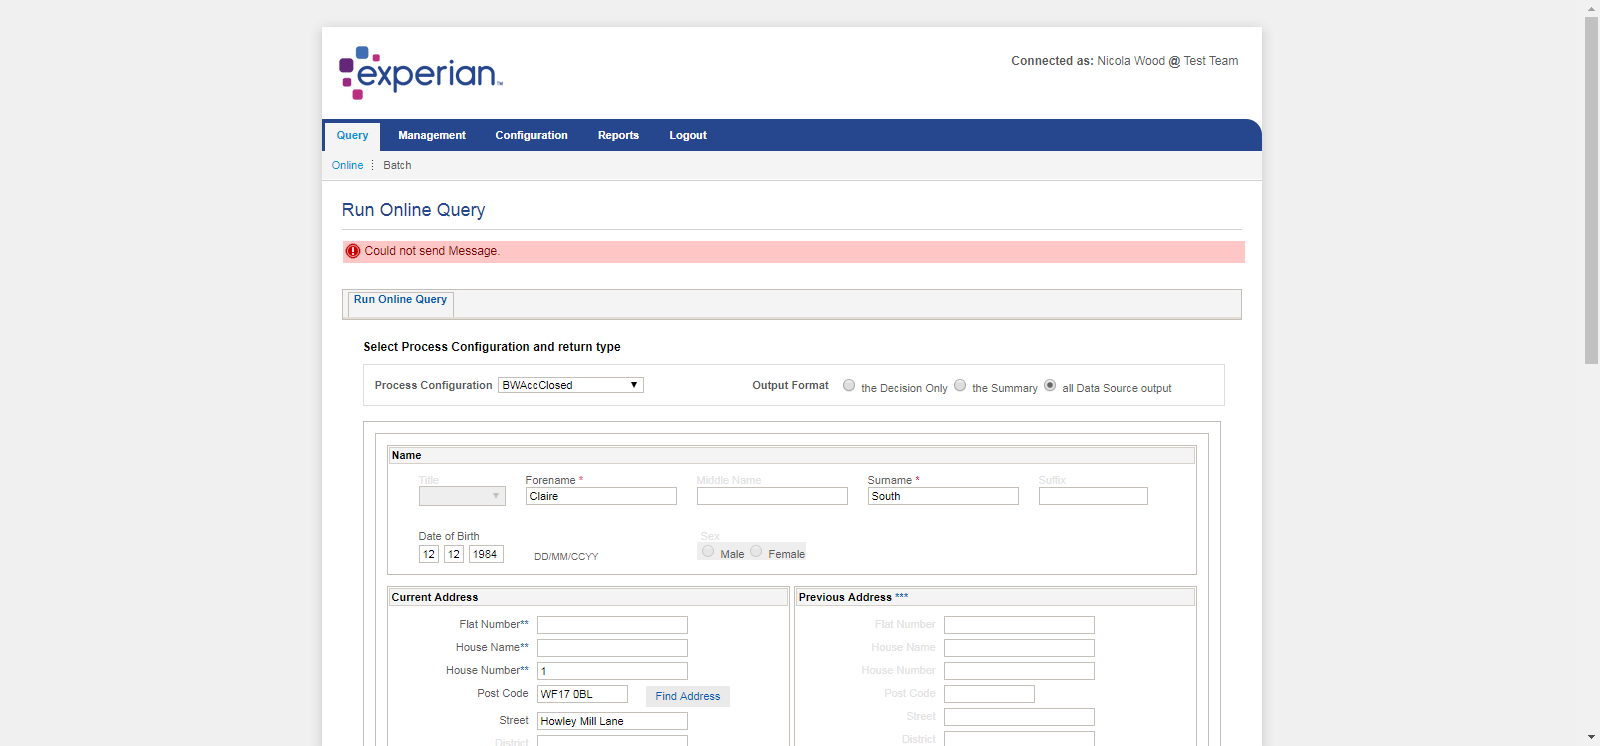 experian™
Connected as: Nicola Wood @ Test Team
Query Management Configuration Reports Logout
Online Batch
Run Online Query
Could not send Message.
Run Online Query
Select Process Configuration and return type
Process Configuration BWAccClosed Output Format the Decision Only the Summary all Data Source output
Name
Title Forename * Middle Name Surname * Suffix
Claire South
Date of Birth Sex
12 12 1984 DD/MM/CCYY Male Female
Current Address Previous Address ***
Flat Number** Flat Number
House Name** House Name
House Number** 1 House Number
Post Code WF17 0BL Find Address Post Code
Street Howley Mill Lane Street
District District